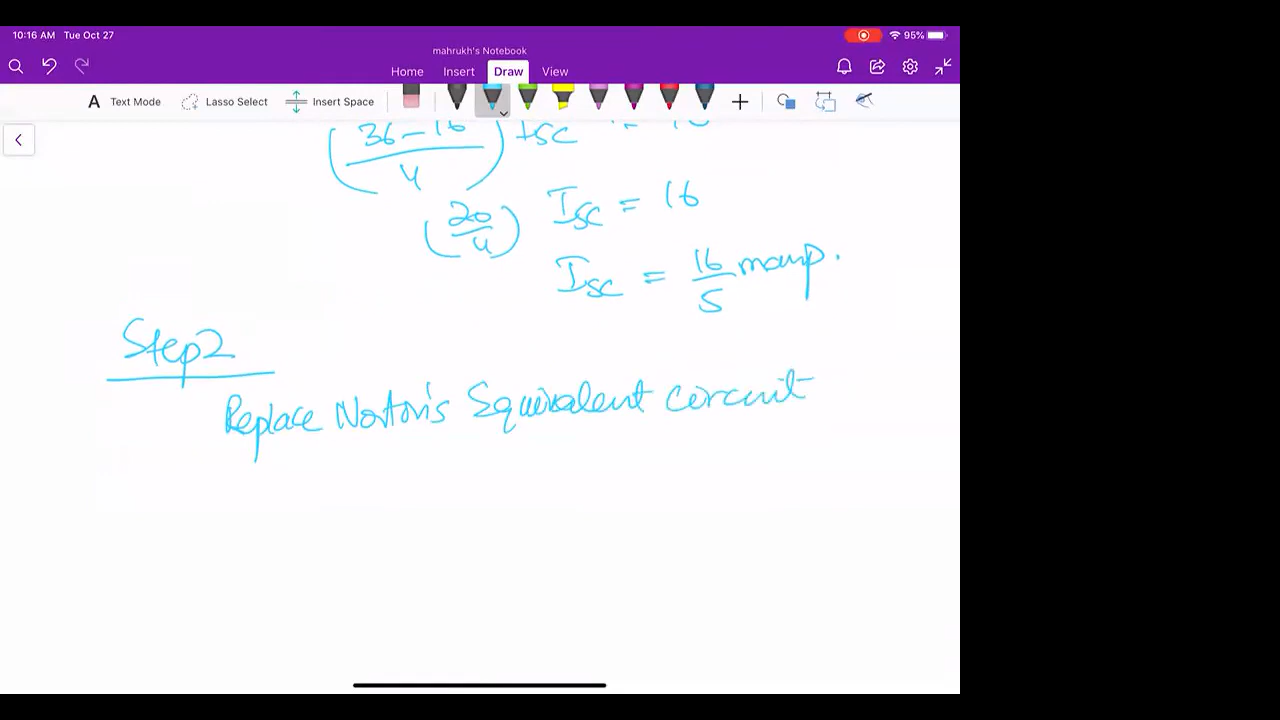 10:16 AM Tue Oct 27
95%
mahrukh's Notebook
Home Insert Draw View
A Text Mode Lasso Select Insert Space
(36 - 16 / 4) Isc
(20/4) Isc = 16
Isc = 16/5 mamp.
Step2
Replace Norton's Equivalent circuit